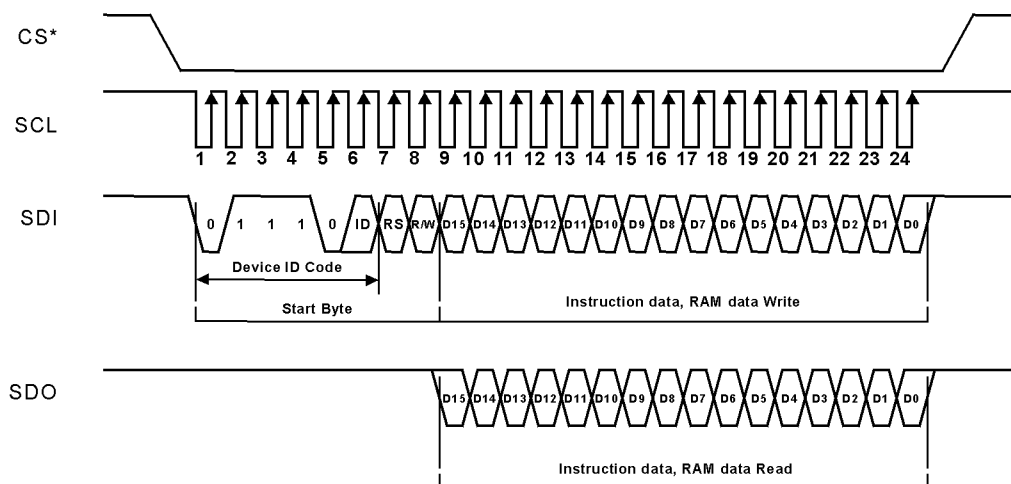 CS*
SCL
1 2 3 4 5 6 7 8 9 10 11 12 13 14 15 16 17 18 19 20 21 22 23 24
SDI
0 1 1 1 0 ID RS R/W D15 D14 D13 D12 D11 D10 D9 D8 D7 D6 D5 D4 D3 D2 D1 D0
Device ID Code
Start Byte
Instruction data, RAM data Write
SDO
D15 D14 D13 D12 D11 D10 D9 D8 D7 D6 D5 D4 D3 D2 D1 D0
Instruction data, RAM data Read